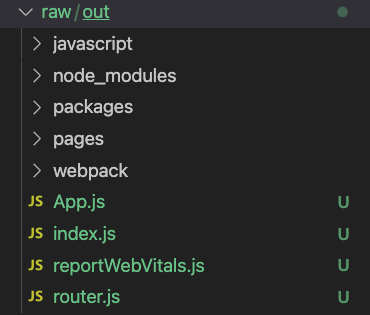 raw/out
javascript
node_modules
packages
pages
webpack
JS App.js U
JS index.js U
JS reportWebVitals.js U
JS router.js U